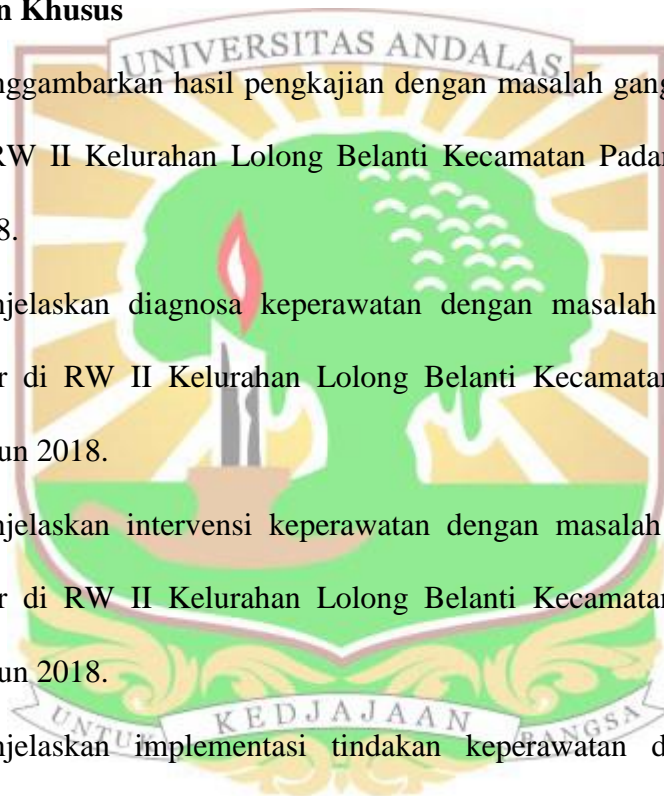 n Khusus
UNIVERSITAS ANDALAS
nggambarkan hasil pengkajian dengan masalah gang
RW II Kelurahan Lolong Belanti Kecamatan Padar
8.
njelaskan diagnosa keperawatan dengan masalah
r di RW II Kelurahan Lolong Belanti Kecamatan
un 2018.
njelaskan intervensi keperawatan dengan masalah
r di RW II Kelurahan Lolong Belanti Kecamatan
un 2018.
UNTUK KEDJAJAAN BANGSA
njelaskan implementasi tindakan keperawatan d